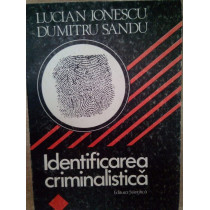 LUCIAN IONESCU
DUMITRU SANDU
Identificarea
criminalistică
Editura Științifică